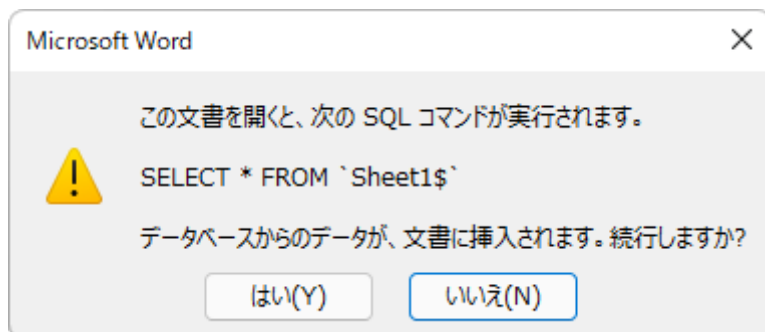 Microsoft Word
この文書を開くと、次の SQL コマンドが実行されます。
SELECT * FROM `Sheet1$`
データベースからのデータが、文書に挿入されます。続行しますか?
はい(Y)
いいえ(N)